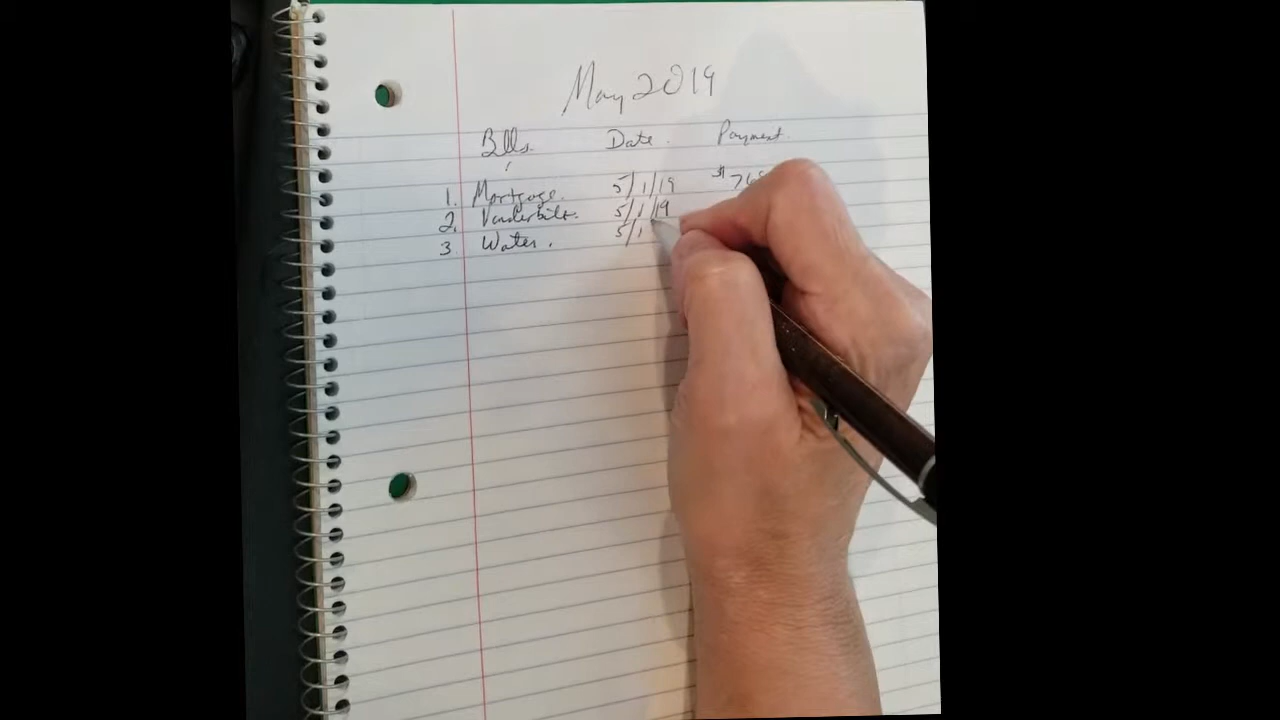 May 2019
Bills. Date. Payment.
1. Mortgage. 5/1/19
2. Vanderbilt. 5/1/19
3 Water. 5/1